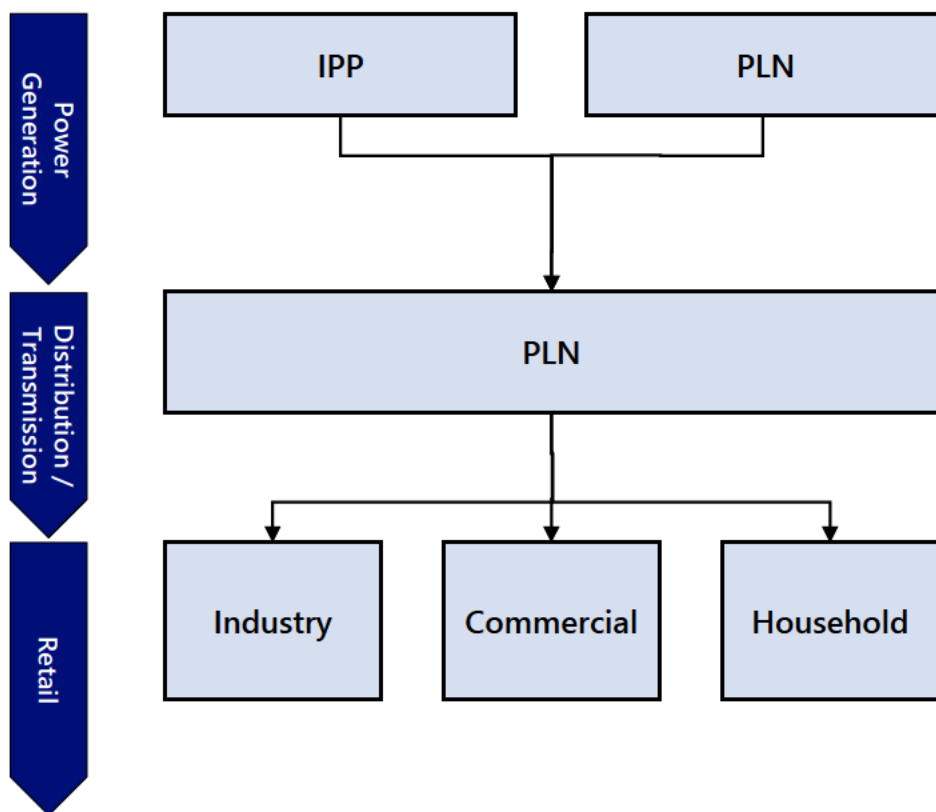 Power
Generation
IPP
PLN
Distribution /
Transmission
PLN
Retail
Industry
Commercial
Household